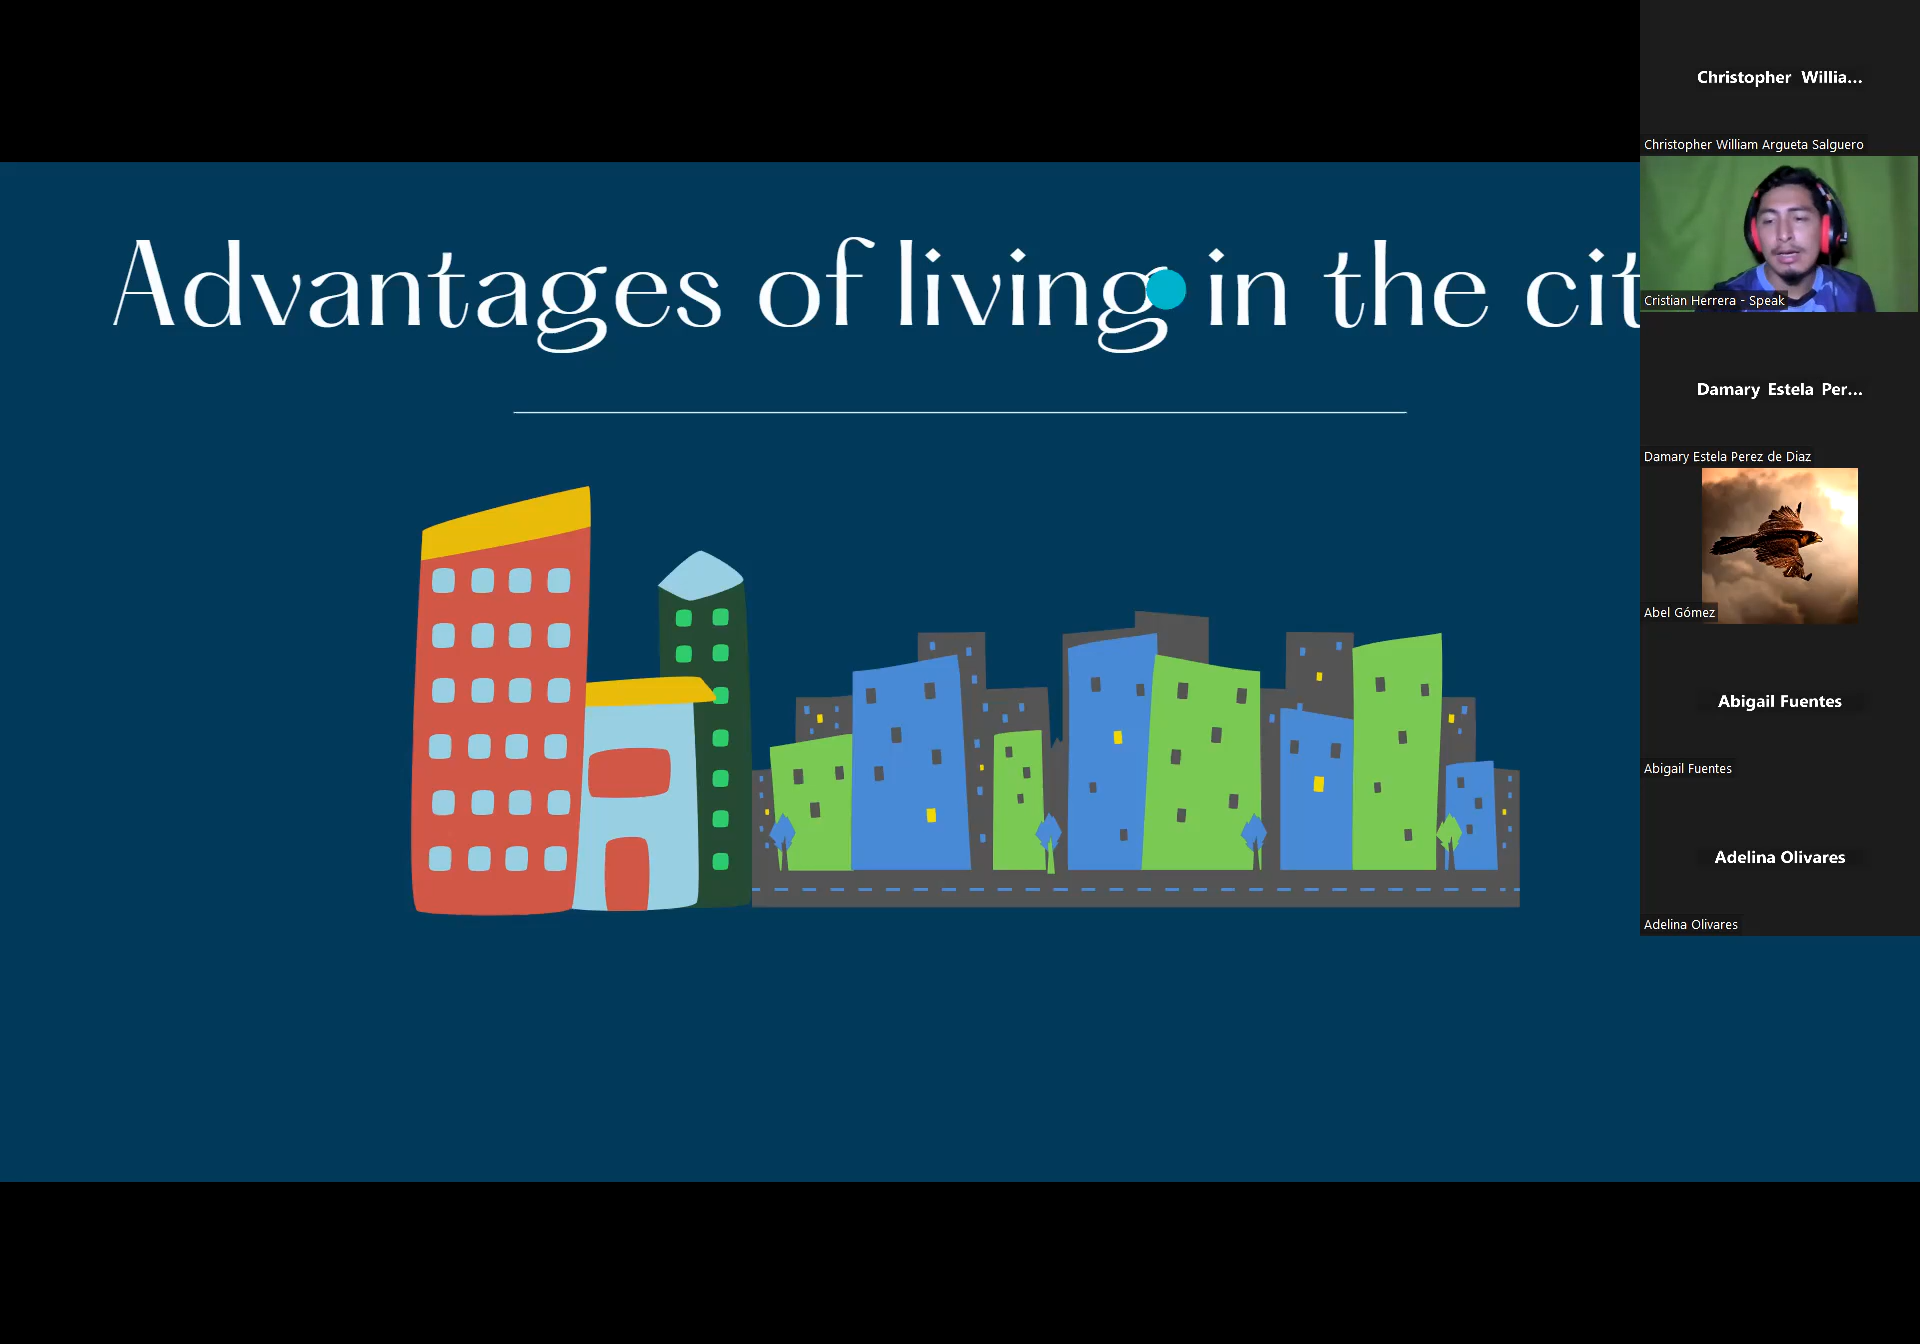 Advantages of living in the cit
Christopher Willia...
Christopher William Argueta Salguero
Cristian Herrera - Speak
Damary Estela Per...
Damary Estela Perez de Diaz
Abel Gómez
Abigail Fuentes
Abigail Fuentes
Adelina Olivares
Adelina Olivares